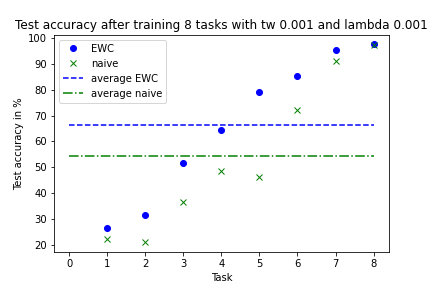 Test accuracy after training 8 tasks with tw 0.001 and lambda 0.001
100
90
80
70
60
50
40
30
20
Test accuracy in %
EWC
naive
average EWC
average naive
0 1 2 3 4 5 6 7 8
Task